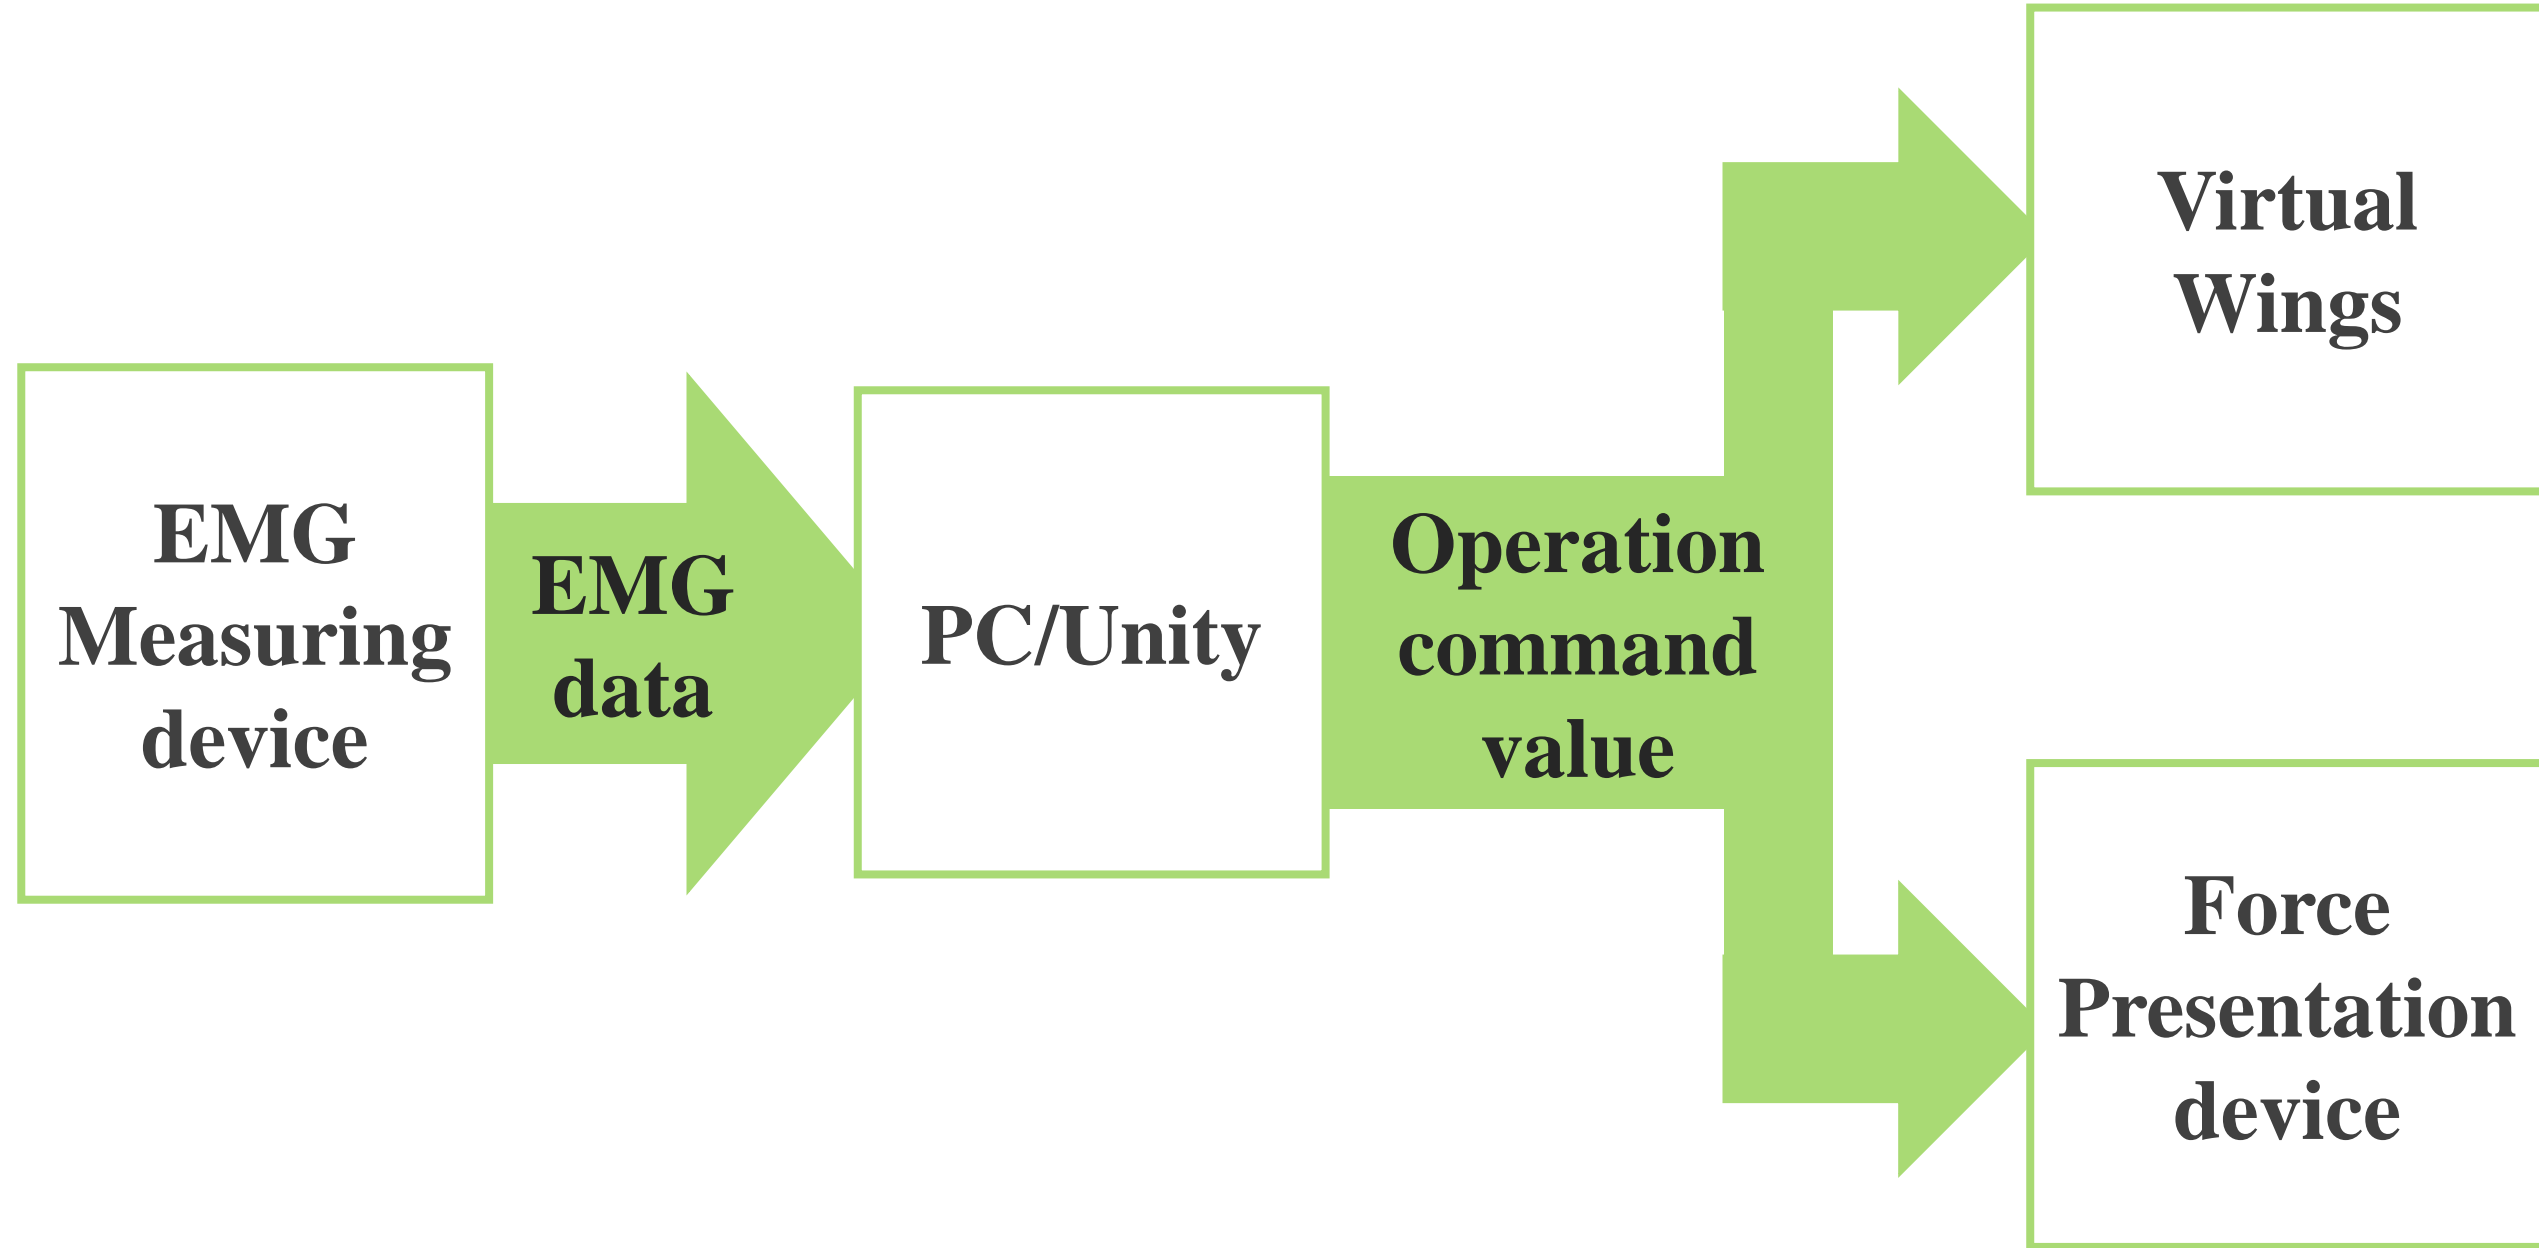 EMG
Measuring
device
EMG
data
PC/Unity
Operation
command
value
Virtual
Wings
Force
Presentation
device